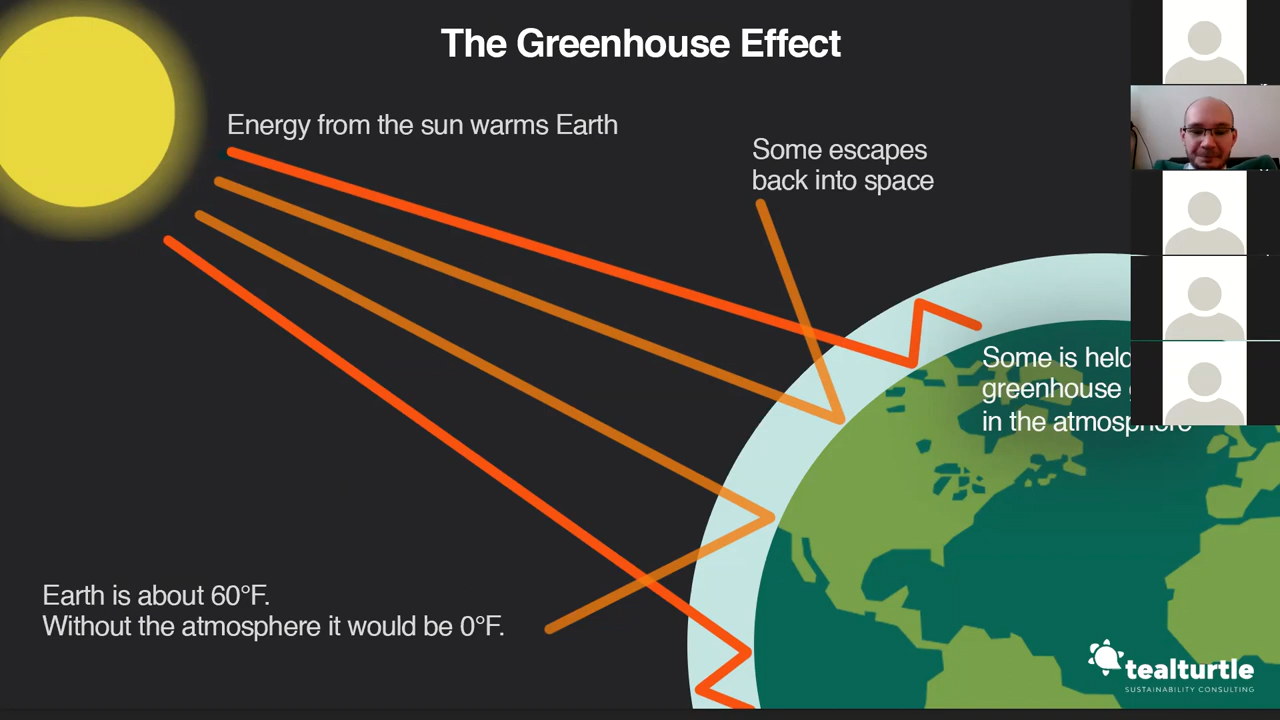 The Greenhouse Effect
Energy from the sun warms Earth
Some escapes
back into space
Some is held
greenhouse
in the atmosphere
Earth is about 60°F.
Without the atmosphere it would be 0°F.
tealturtle
SUSTAINABILITY CONSULTING